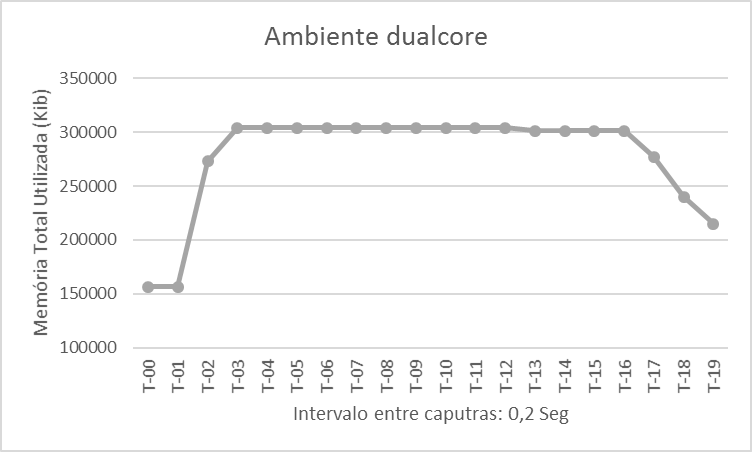 Ambiente dualcore
Memória Total Utilizada (Kib)
350000
300000
250000
200000
150000
100000
T-00 T-01 T-02 T-03 T-04 T-05 T-06 T-07 T-08 T-09 T-10 T-11 T-12 T-13 T-14 T-15 T-16 T-17 T-18 T-19
Intervalo entre caputras: 0,2 Seg